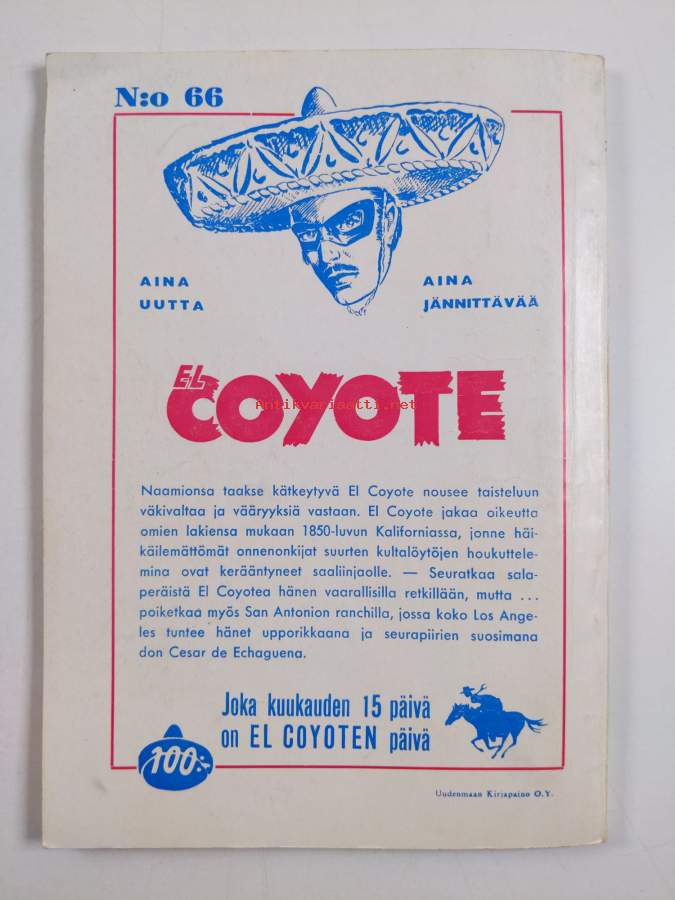 N:o 66
AINA
UUTTA
AINA
JÄNNITTÄVÄÄ
EL
COYOTE
Antikvariaatti.net
Naamionsa taakse kätkeytyvä El Coyote nousee taisteluun
väkivaltaa ja vääryyksiä vastaan. El Coyote jakaa oikeutta
omien lakiensa mukaan 1850-luvun Kaliforniassa, jonne häi-
käilemättömät onnenonkijat suurten kultalöytöjen houkuttele-
mina ovat kerääntyneet saaliinjaolle. — Seuratkaa sala-
peräistä El Coyotea hänen vaarallisilla retkillään, mutta ...
poiketkaa myös San Antonion ranchilla, jossa koko Los Ange-
les tuntee hänet upporikkaana ja seurapiirien suosimana
don Cesar de Echaguena.
Joka kuukauden 15 päivä
on EL COYOTEN päivä
100:-
Uudenmaan Kirjapaino O.Y.